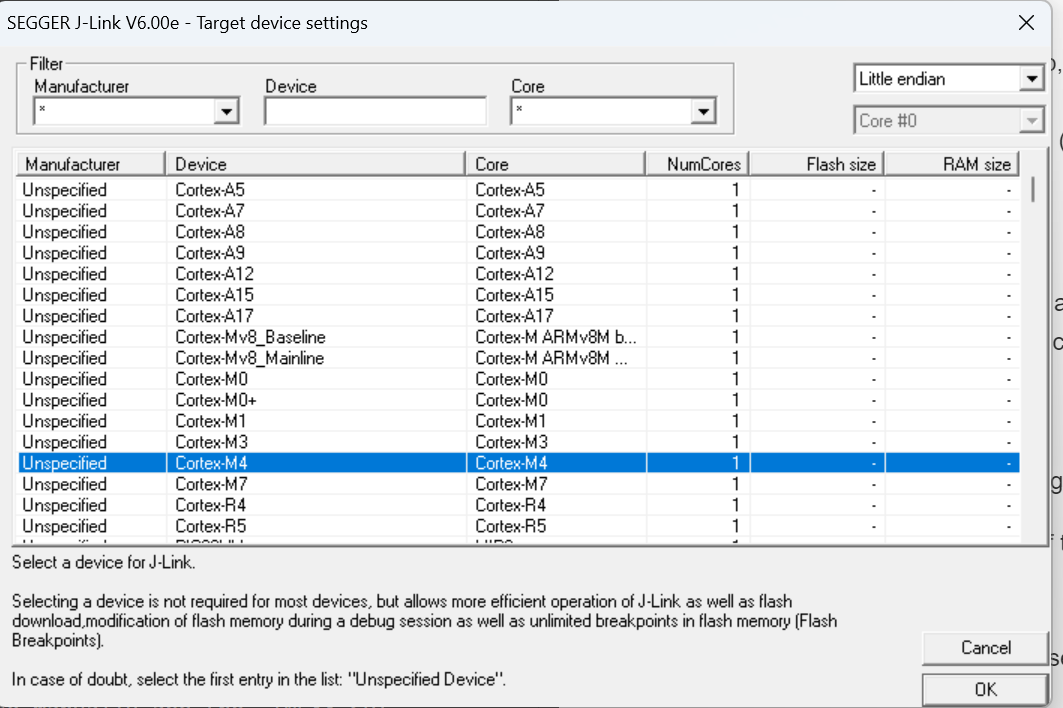 SEGGER J-Link V6.00e - Target device settings
Filter
Manufacturer Device Core
* *
Little endian
Core #0
Manufacturer Device Core NumCores Flash size RAM size
Unspecified Cortex-A5 Cortex-A5 1 - -
Unspecified Cortex-A7 Cortex-A7 1 - -
Unspecified Cortex-A8 Cortex-A8 1 - -
Unspecified Cortex-A9 Cortex-A9 1 - -
Unspecified Cortex-A12 Cortex-A12 1 - -
Unspecified Cortex-A15 Cortex-A15 1 - -
Unspecified Cortex-A17 Cortex-A17 1 - -
Unspecified Cortex-Mv8_Baseline Cortex-M ARMv8M b... 1 - -
Unspecified Cortex-Mv8_Mainline Cortex-M ARMv8M ... 1 - -
Unspecified Cortex-M0 Cortex-M0 1 - -
Unspecified Cortex-M0+ Cortex-M0 1 - -
Unspecified Cortex-M1 Cortex-M1 1 - -
Unspecified Cortex-M3 Cortex-M3 1 - -
Unspecified Cortex-M4 Cortex-M4 1 - -
Unspecified Cortex-M7 Cortex-M7 1 - -
Unspecified Cortex-R4 Cortex-R4 1 - -
Unspecified Cortex-R5 Cortex-R5 1 - -
Select a device for J-Link.
Selecting a device is not required for most devices, but allows more efficient operation of J-Link as well as flash
download,modification of flash memory during a debug session as well as unlimited breakpoints in flash memory (Flash
Breakpoints).
In case of doubt, select the first entry in the list: "Unspecified Device".
Cancel
OK